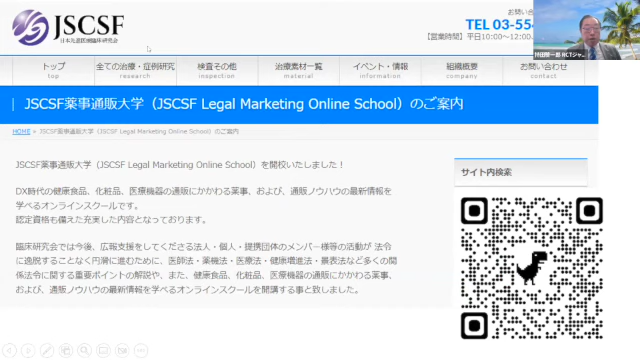 JSCSF
日本先進医療臨床研究会
お問い合
TEL 03-55
【営業時間】平日10:00~12:00、
トップ
top
全ての治療・症例研究
research
検査その他
inspection
治療素材一覧
material
イベント・情報
information
組織概要
company
お問い合わせ
contact
JSCSF薬事通販大学(JSCSF Legal Marketing Online School)のご案内
HOME » JSCSF薬事通販大学(JSCSF Legal Marketing Online School)のご案内
JSCSF薬事通販大学(JSCSF Legal Marketing Online School)を開校いたしました!
DX時代の健康食品、化粧品、医療機器の通販にかかわる薬事、および、通販ノウハウの最新情報を
学べるオンラインスクールです。
認定資格も備えた充実した内容となっております。
臨床研究会では今後、広報支援をしてくださる法人・個人・提携団体のメンバー様等の活動が 法令
に逸脱することなく円滑に進むために、医師法・薬機法・医療法・健康増進法・景表法など多くの関
係法令に関する重要ポイントの解説や、また、健康食品、化粧品、医療機器の通販にかかわる薬事、
および、通販ノウハウの最新情報を学べるオンラインスクールを開講する事と致しました。
サイト内検索